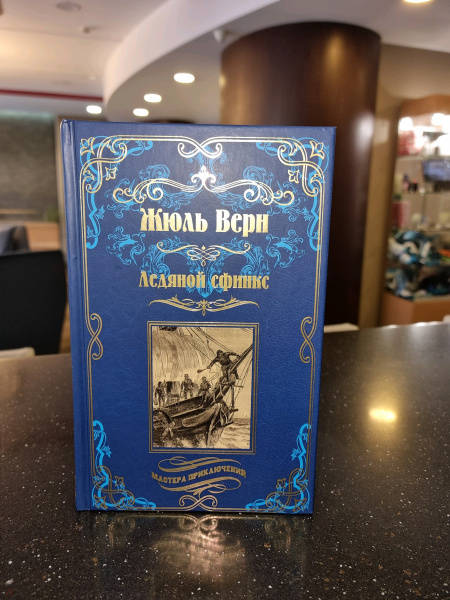 Жюль Верн
Ледяной сфинкс
МАСТЕРА ПРИКЛЮЧЕНИЙ